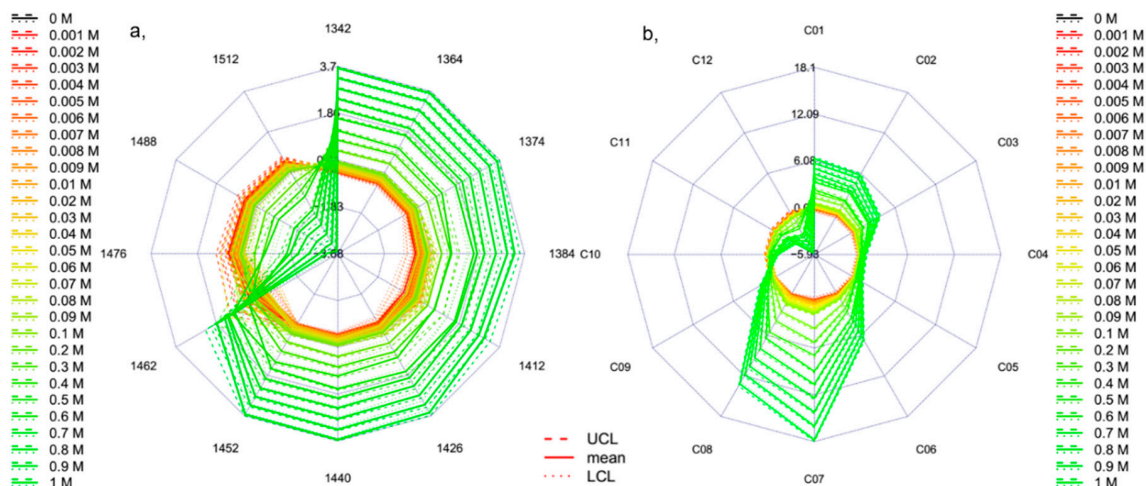 0 M
0.001 M
0.002 M
0.003 M
0.004 M
0.005 M
0.006 M
0.007 M
0.008 M
0.009 M
0.01 M
0.02 M
0.03 M
0.04 M
0.05 M
0.06 M
0.07 M
0.08 M
0.09 M
0.1 M
0.2 M
0.3 M
0.4 M
0.5 M
0.6 M
0.7 M
0.8 M
0.9 M
1 M
a,
1342
1364
1374
1384
1412
1426
1440
1452
1462
1476
1488
1512
3.7
UCL
mean
LCL
b,
C01
C02
C03
C04
C05
C06
C07
C08
C09
C10
C11
C12
18.1
12.09
6.08
−5.93
0 M
0.001 M
0.002 M
0.003 M
0.004 M
0.005 M
0.006 M
0.007 M
0.008 M
0.009 M
0.01 M
0.02 M
0.03 M
0.04 M
0.05 M
0.06 M
0.07 M
0.08 M
0.09 M
0.1 M
0.2 M
0.3 M
0.4 M
0.5 M
0.6 M
0.7 M
0.8 M
0.9 M
1 M